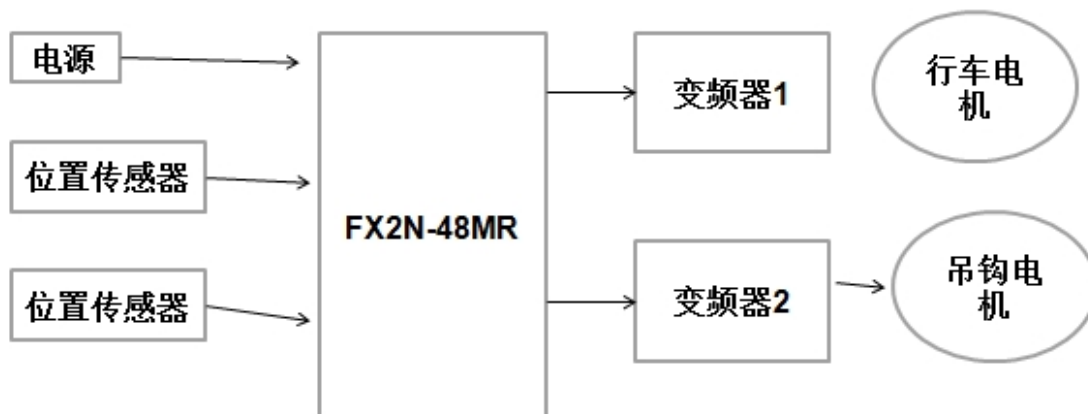 电源
位置传感器
位置传感器
FX2N-48MR
变频器1
变频器2
行车电
机
吊钩电
机